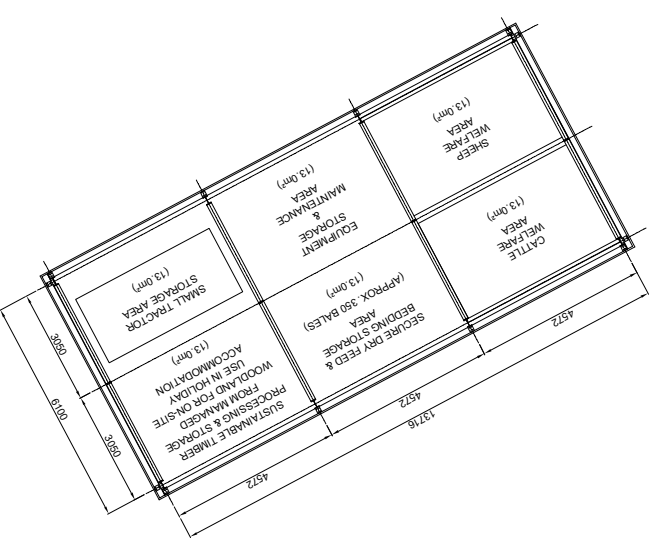 13716
4572
4572
4572
CATTLE
WELFARE
AREA
(13.0m²)
SECURE DRY FEED &
BEDDING STORAGE
AREA
(APPROX. 350 BALES)
(13.0m²)
SUSTAINABLE TIMBER
PROCESSING & STORAGE
FROM MANAGED
WOODLAND FOR ON-SITE
USE IN HOLIDAY
ACCOMMODATION
(13.0m²)
SHEEP
WELFARE
AREA
(13.0m²)
EQUIPMENT
STORAGE
&
MAINTENANCE
AREA
(13.0m²)
SMALL TRACTOR
STORAGE AREA
(13.0m²)
3050
3050
6100